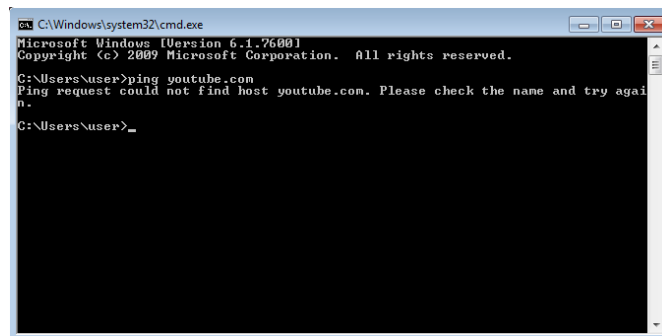 C:\Windows\system32\cmd.exe
Microsoft Windows [Version 6.1.7600]
Copyright (c) 2009 Microsoft Corporation.  All rights reserved.
C:\Users\user>ping youtube.com
Ping request could not find host youtube.com. Please check the name and try agai
n.
C:\Users\user>_